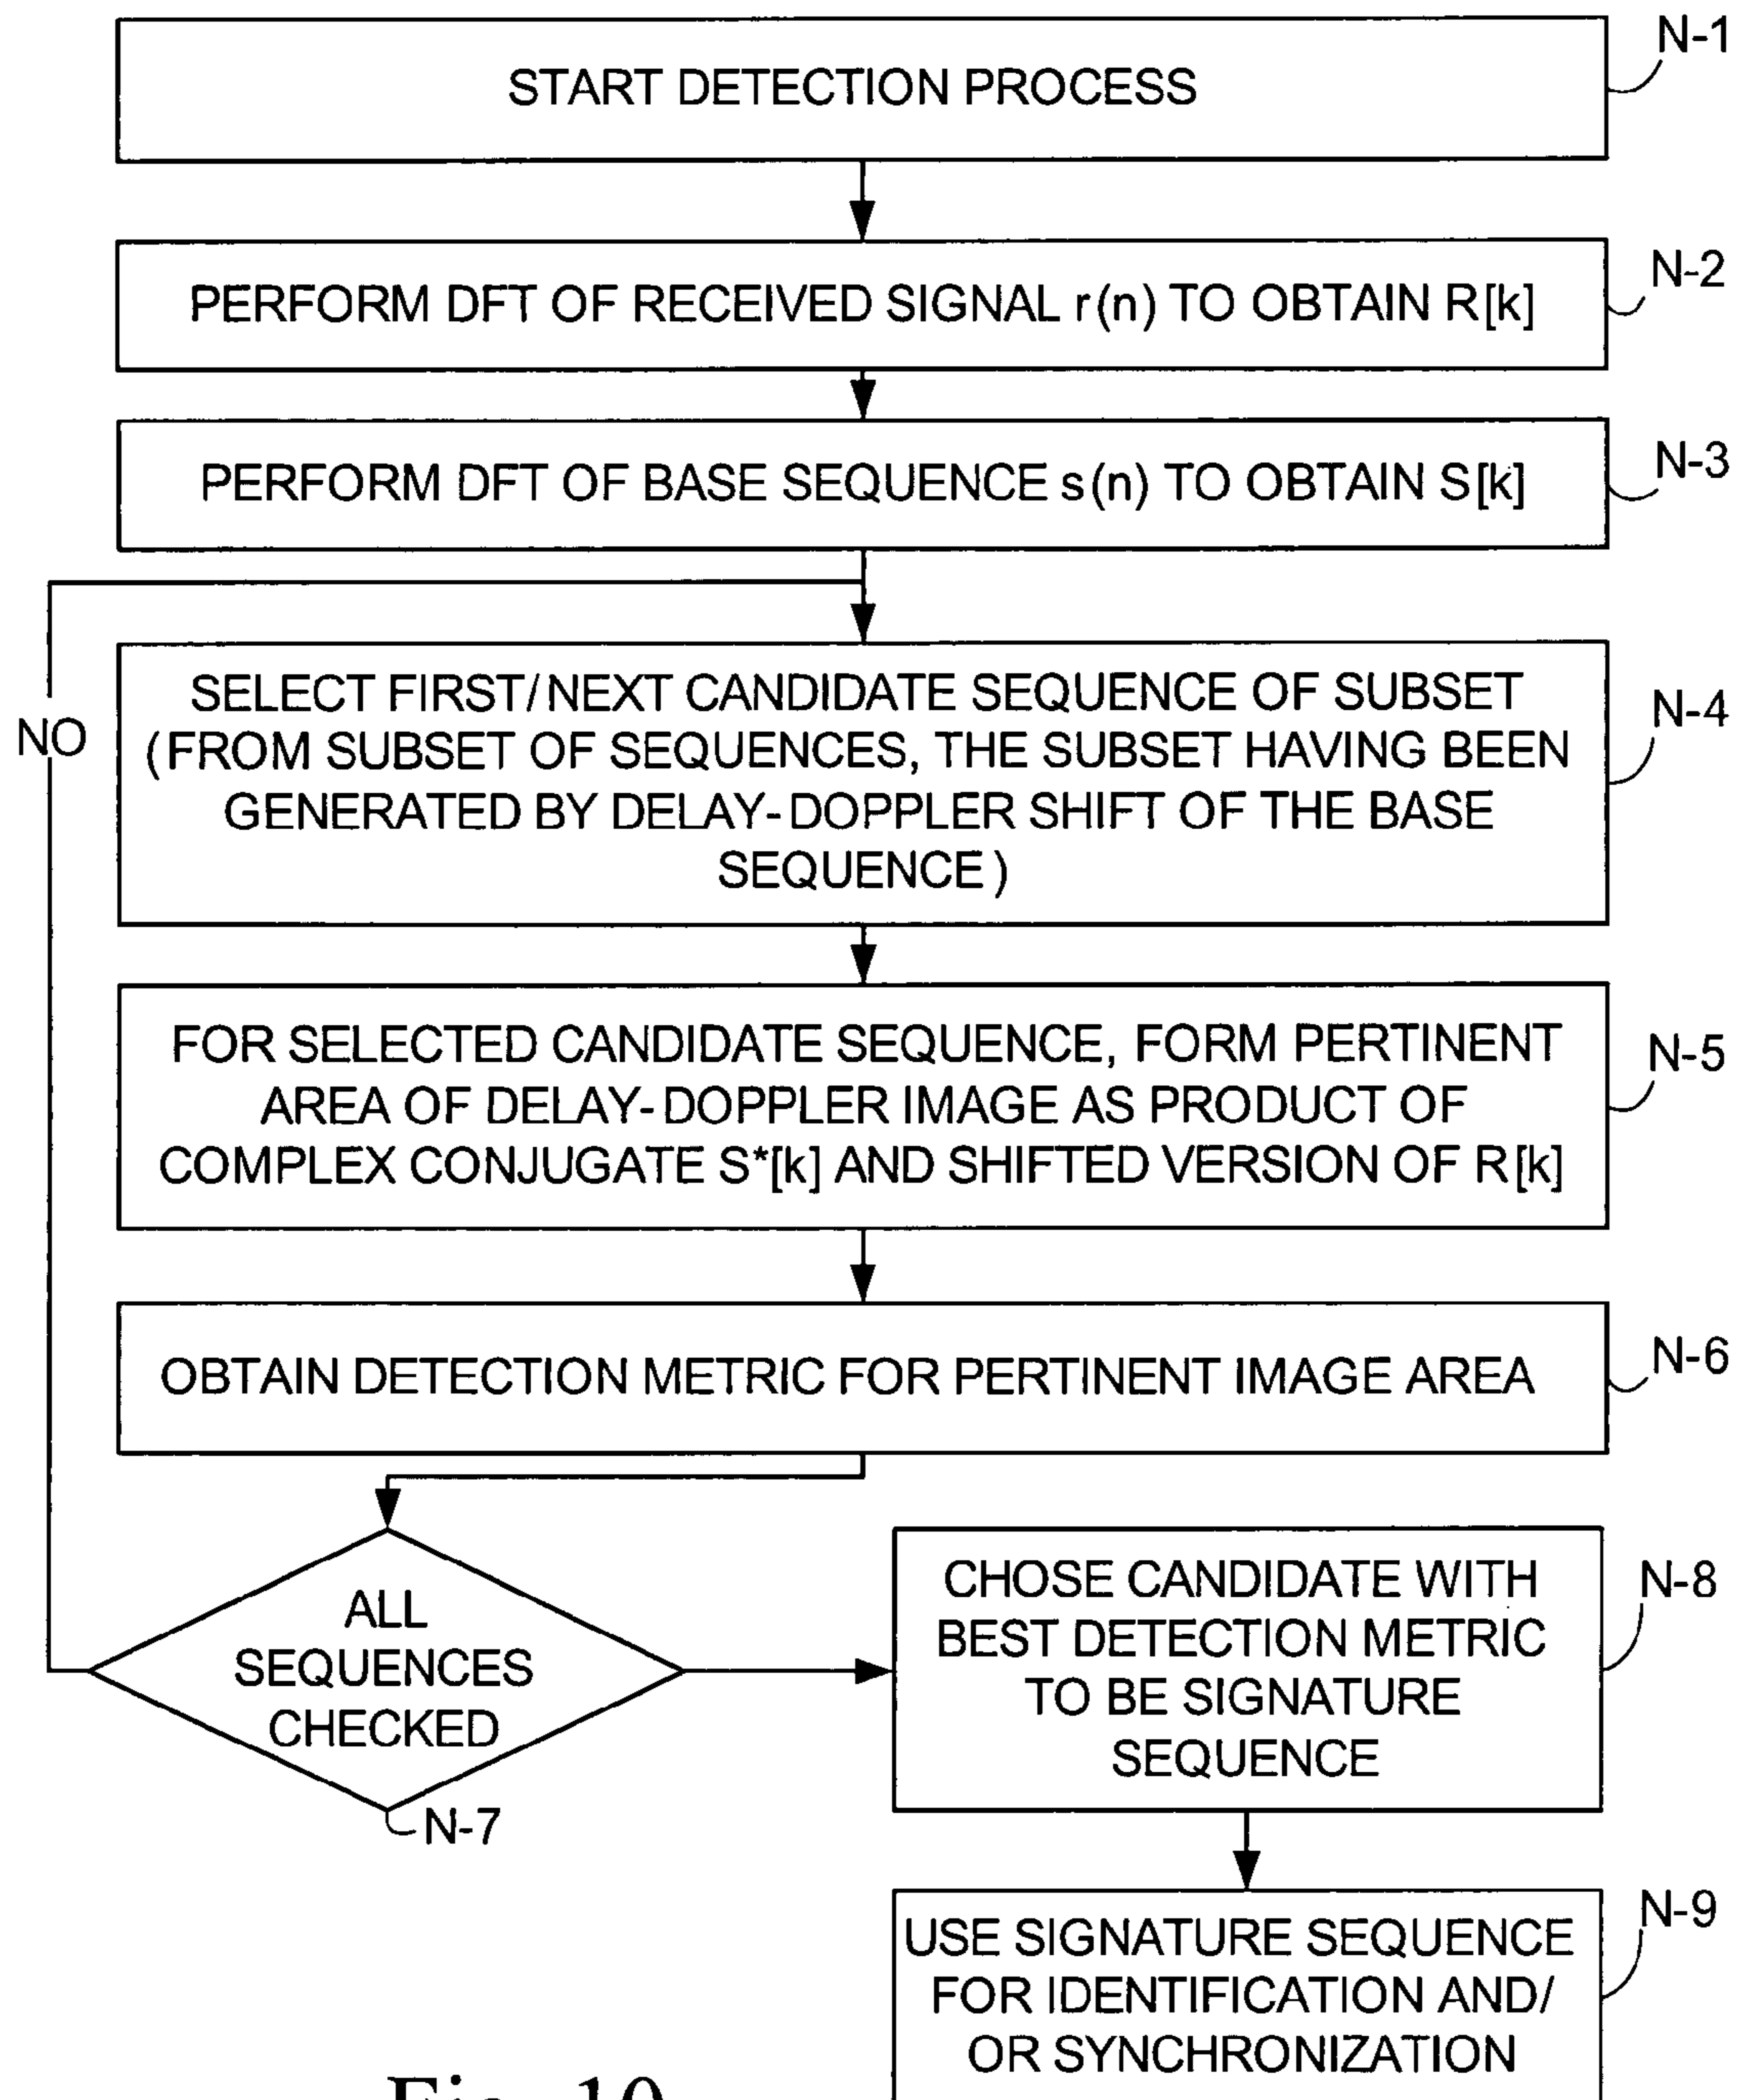 START DETECTION PROCESS
N-1
PERFORM DFT OF RECEIVED SIGNAL r(n) TO OBTAIN R[k]
N-2
PERFORM DFT OF BASE SEQUENCE s(n) TO OBTAIN S[k]
N-3
SELECT FIRST/NEXT CANDIDATE SEQUENCE OF SUBSET
(FROM SUBSET OF SEQUENCES, THE SUBSET HAVING BEEN
GENERATED BY DELAY-DOPPLER SHIFT OF THE BASE
SEQUENCE)
N-4
NO
FOR SELECTED CANDIDATE SEQUENCE, FORM PERTINENT
AREA OF DELAY-DOPPLER IMAGE AS PRODUCT OF
COMPLEX CONJUGATE S*[k] AND SHIFTED VERSION OF R[k]
N-5
OBTAIN DETECTION METRIC FOR PERTINENT IMAGE AREA
N-6
ALL
SEQUENCES
CHECKED
N-7
CHOSE CANDIDATE WITH
BEST DETECTION METRIC
TO BE SIGNATURE
SEQUENCE
N-8
USE SIGNATURE SEQUENCE
FOR IDENTIFICATION AND/
OR SYNCHRONIZATION
N-9
Fig. 10